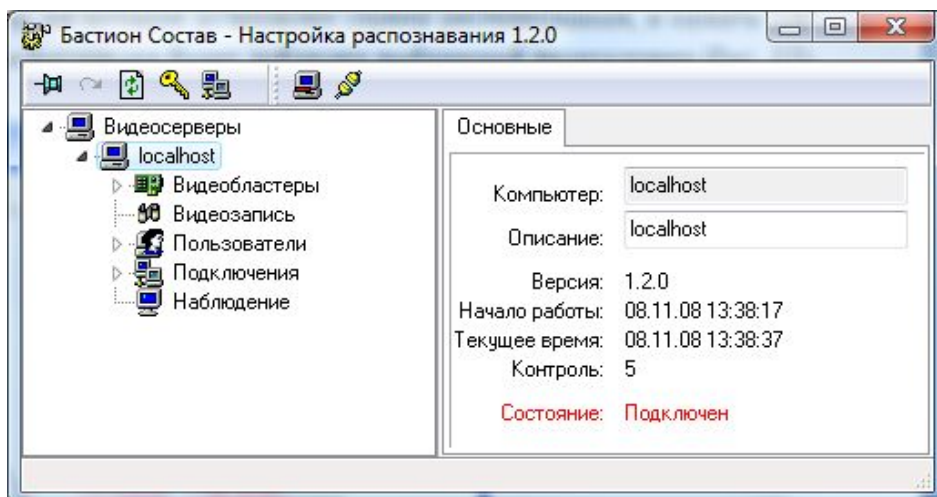 Бастион Состав - Настройка распознавания 1.2.0
Видеосерверы
localhost
Видеобластеры
Видеозапись
Пользователи
Подключения
Наблюдение
Основные
Компьютер: localhost
Описание: localhost
Версия: 1.2.0
Начало работы: 08.11.08 13:38:17
Текущее время: 08.11.08 13:38:37
Контроль: 5
Состояние: Подключен